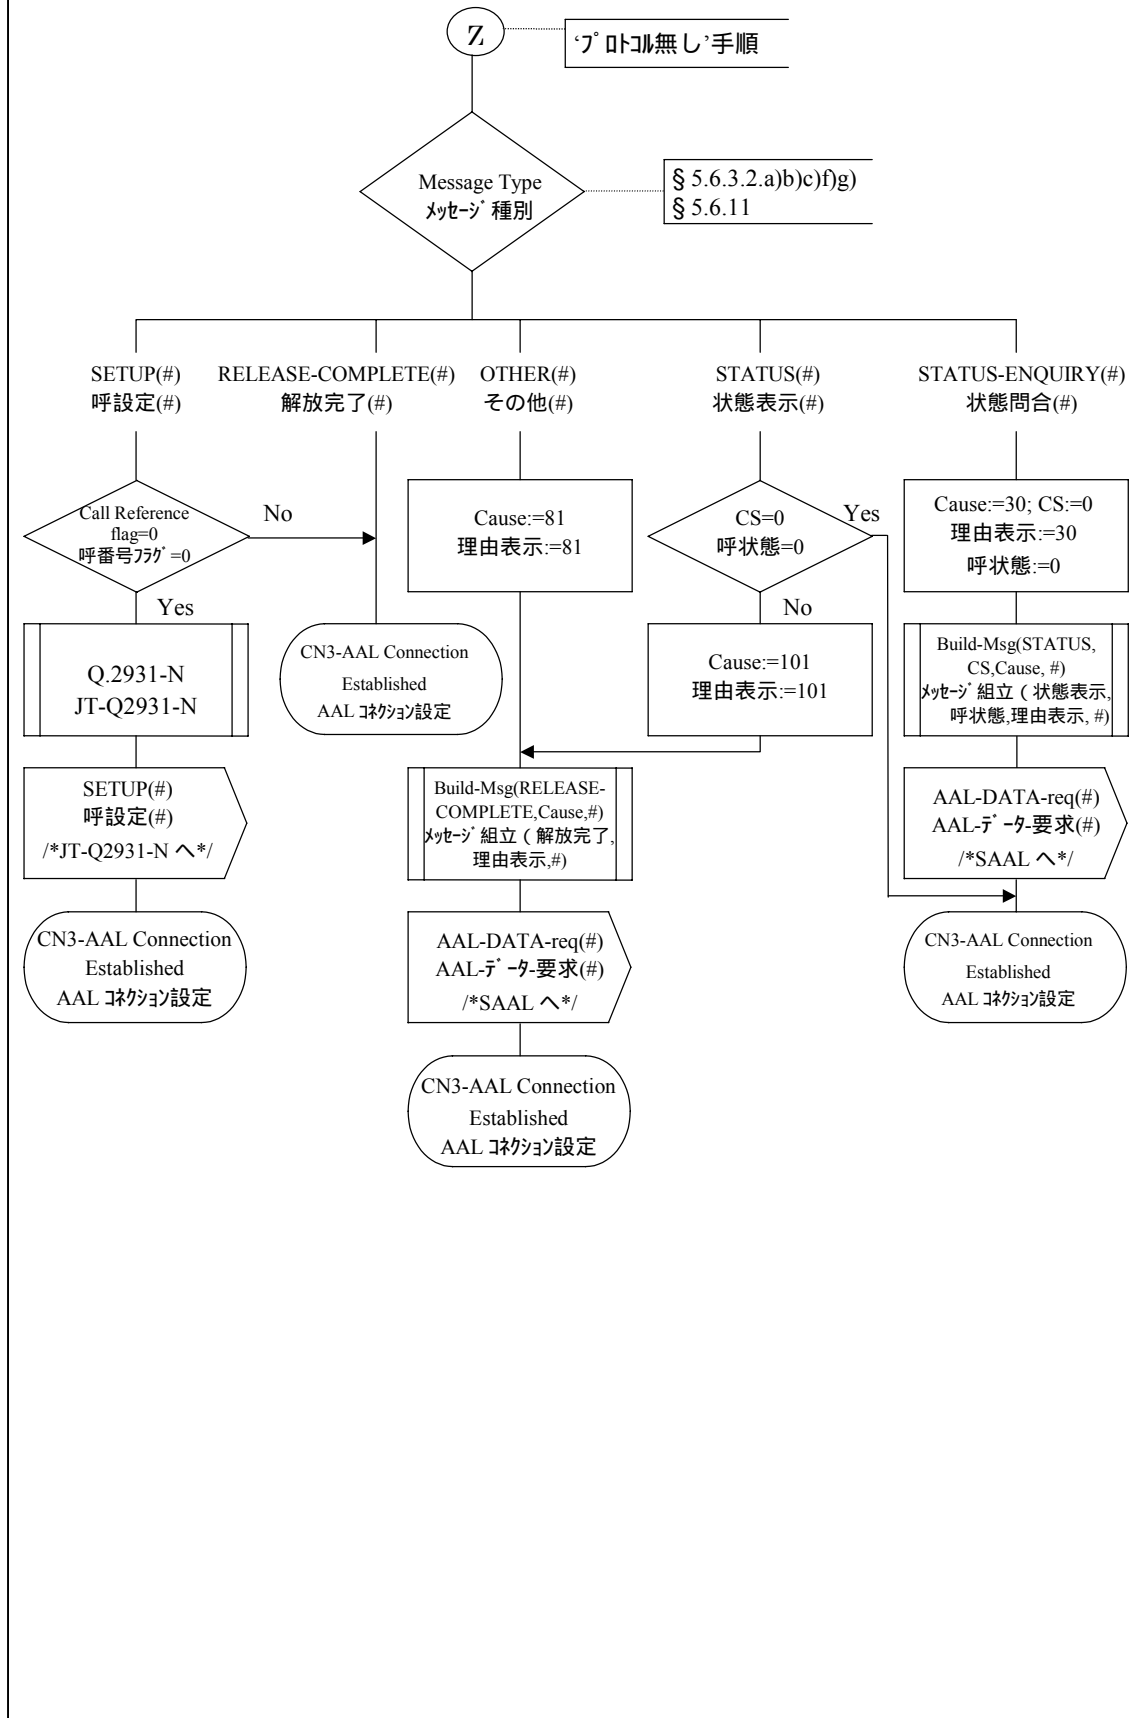 Z
‘プロトコル無し’手順
Message Type
メッセージ種別
§ 5.6.3.2.a)b)c)f)g)
§ 5.6.11
SETUP(#)
呼設定(#)
RELEASE-COMPLETE(#)
解放完了(#)
OTHER(#)
その他(#)
STATUS(#)
状態表示(#)
STATUS-ENQUIRY(#)
状態問合(#)
Call Reference
flag=0
呼番号フラグ=0
No
Yes
Cause:=81
理由表示:=81
CS=0
呼状態=0
Yes
No
Cause:=30; CS:=0
理由表示:=30
呼状態:=0
Q.2931-N
JT-Q2931-N
CN3-AAL Connection
Established
AAL コネクション設定
Cause:=101
理由表示:=101
Build-Msg(STATUS,
CS,Cause, #)
メッセージ組立（状態表示,
呼状態,理由表示, #)
SETUP(#)
呼設定(#)
/*JT-Q2931-N へ*/
Build-Msg(RELEASE-
COMPLETE,Cause,#)
メッセージ組立（解放完了,
理由表示,#)
AAL-DATA-req(#)
AAL-データ-要求(#)
/*SAAL へ*/
CN3-AAL Connection
Established
AAL コネクション設定
AAL-DATA-req(#)
AAL-データ-要求(#)
/*SAAL へ*/
CN3-AAL Connection
Established
AAL コネクション設定
CN3-AAL Connection
Established
AAL コネクション設定